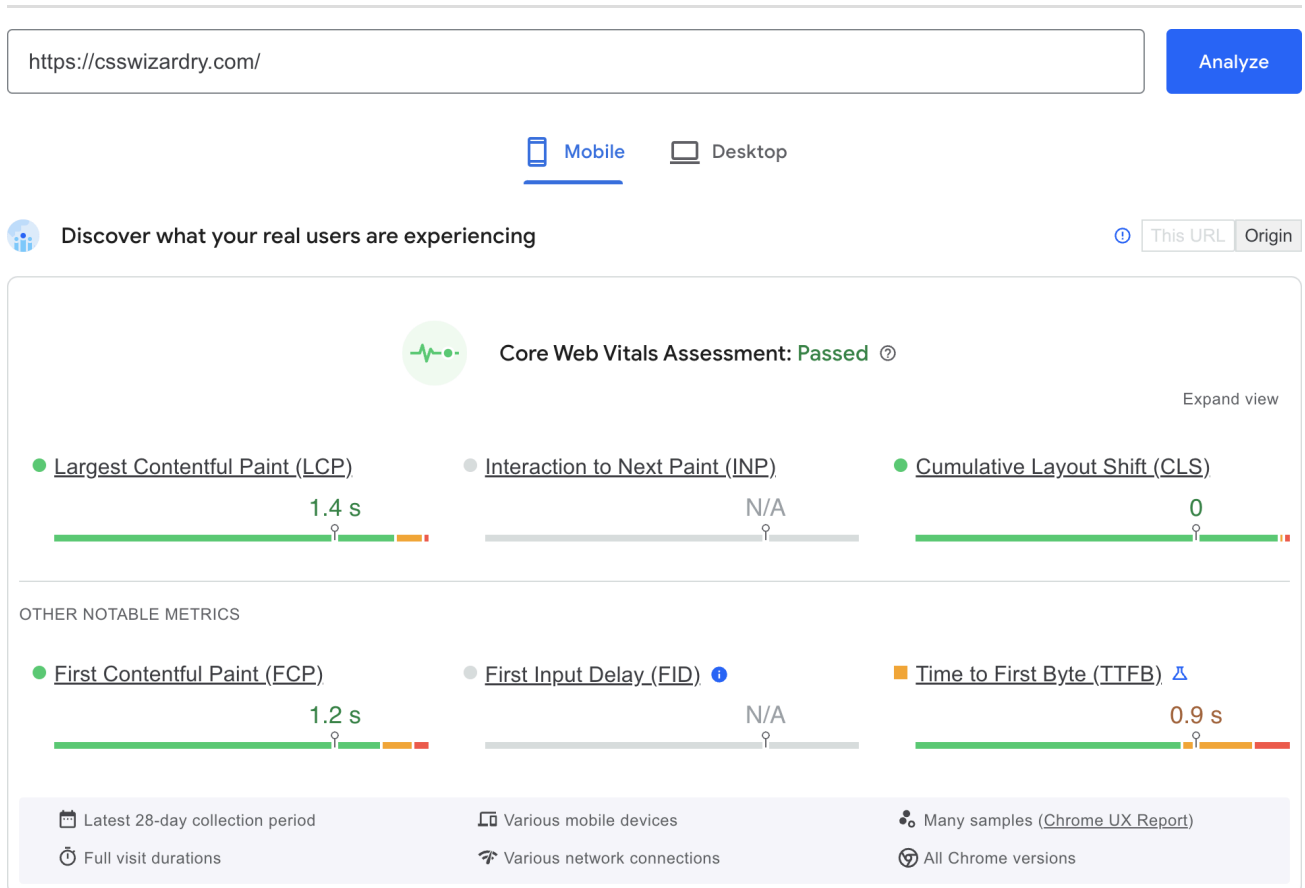 https://csswizardry.com/
Analyze
Mobile
Desktop
Discover what your real users are experiencing
This URL
Origin
Core Web Vitals Assessment: Passed
Expand view
Largest Contentful Paint (LCP)
1.4 s
Interaction to Next Paint (INP)
N/A
Cumulative Layout Shift (CLS)
0
OTHER NOTABLE METRICS
First Contentful Paint (FCP)
1.2 s
First Input Delay (FID)
N/A
Time to First Byte (TTFB)
0.9 s
Latest 28-day collection period
Various mobile devices
Many samples (Chrome UX Report)
Full visit durations
Various network connections
All Chrome versions